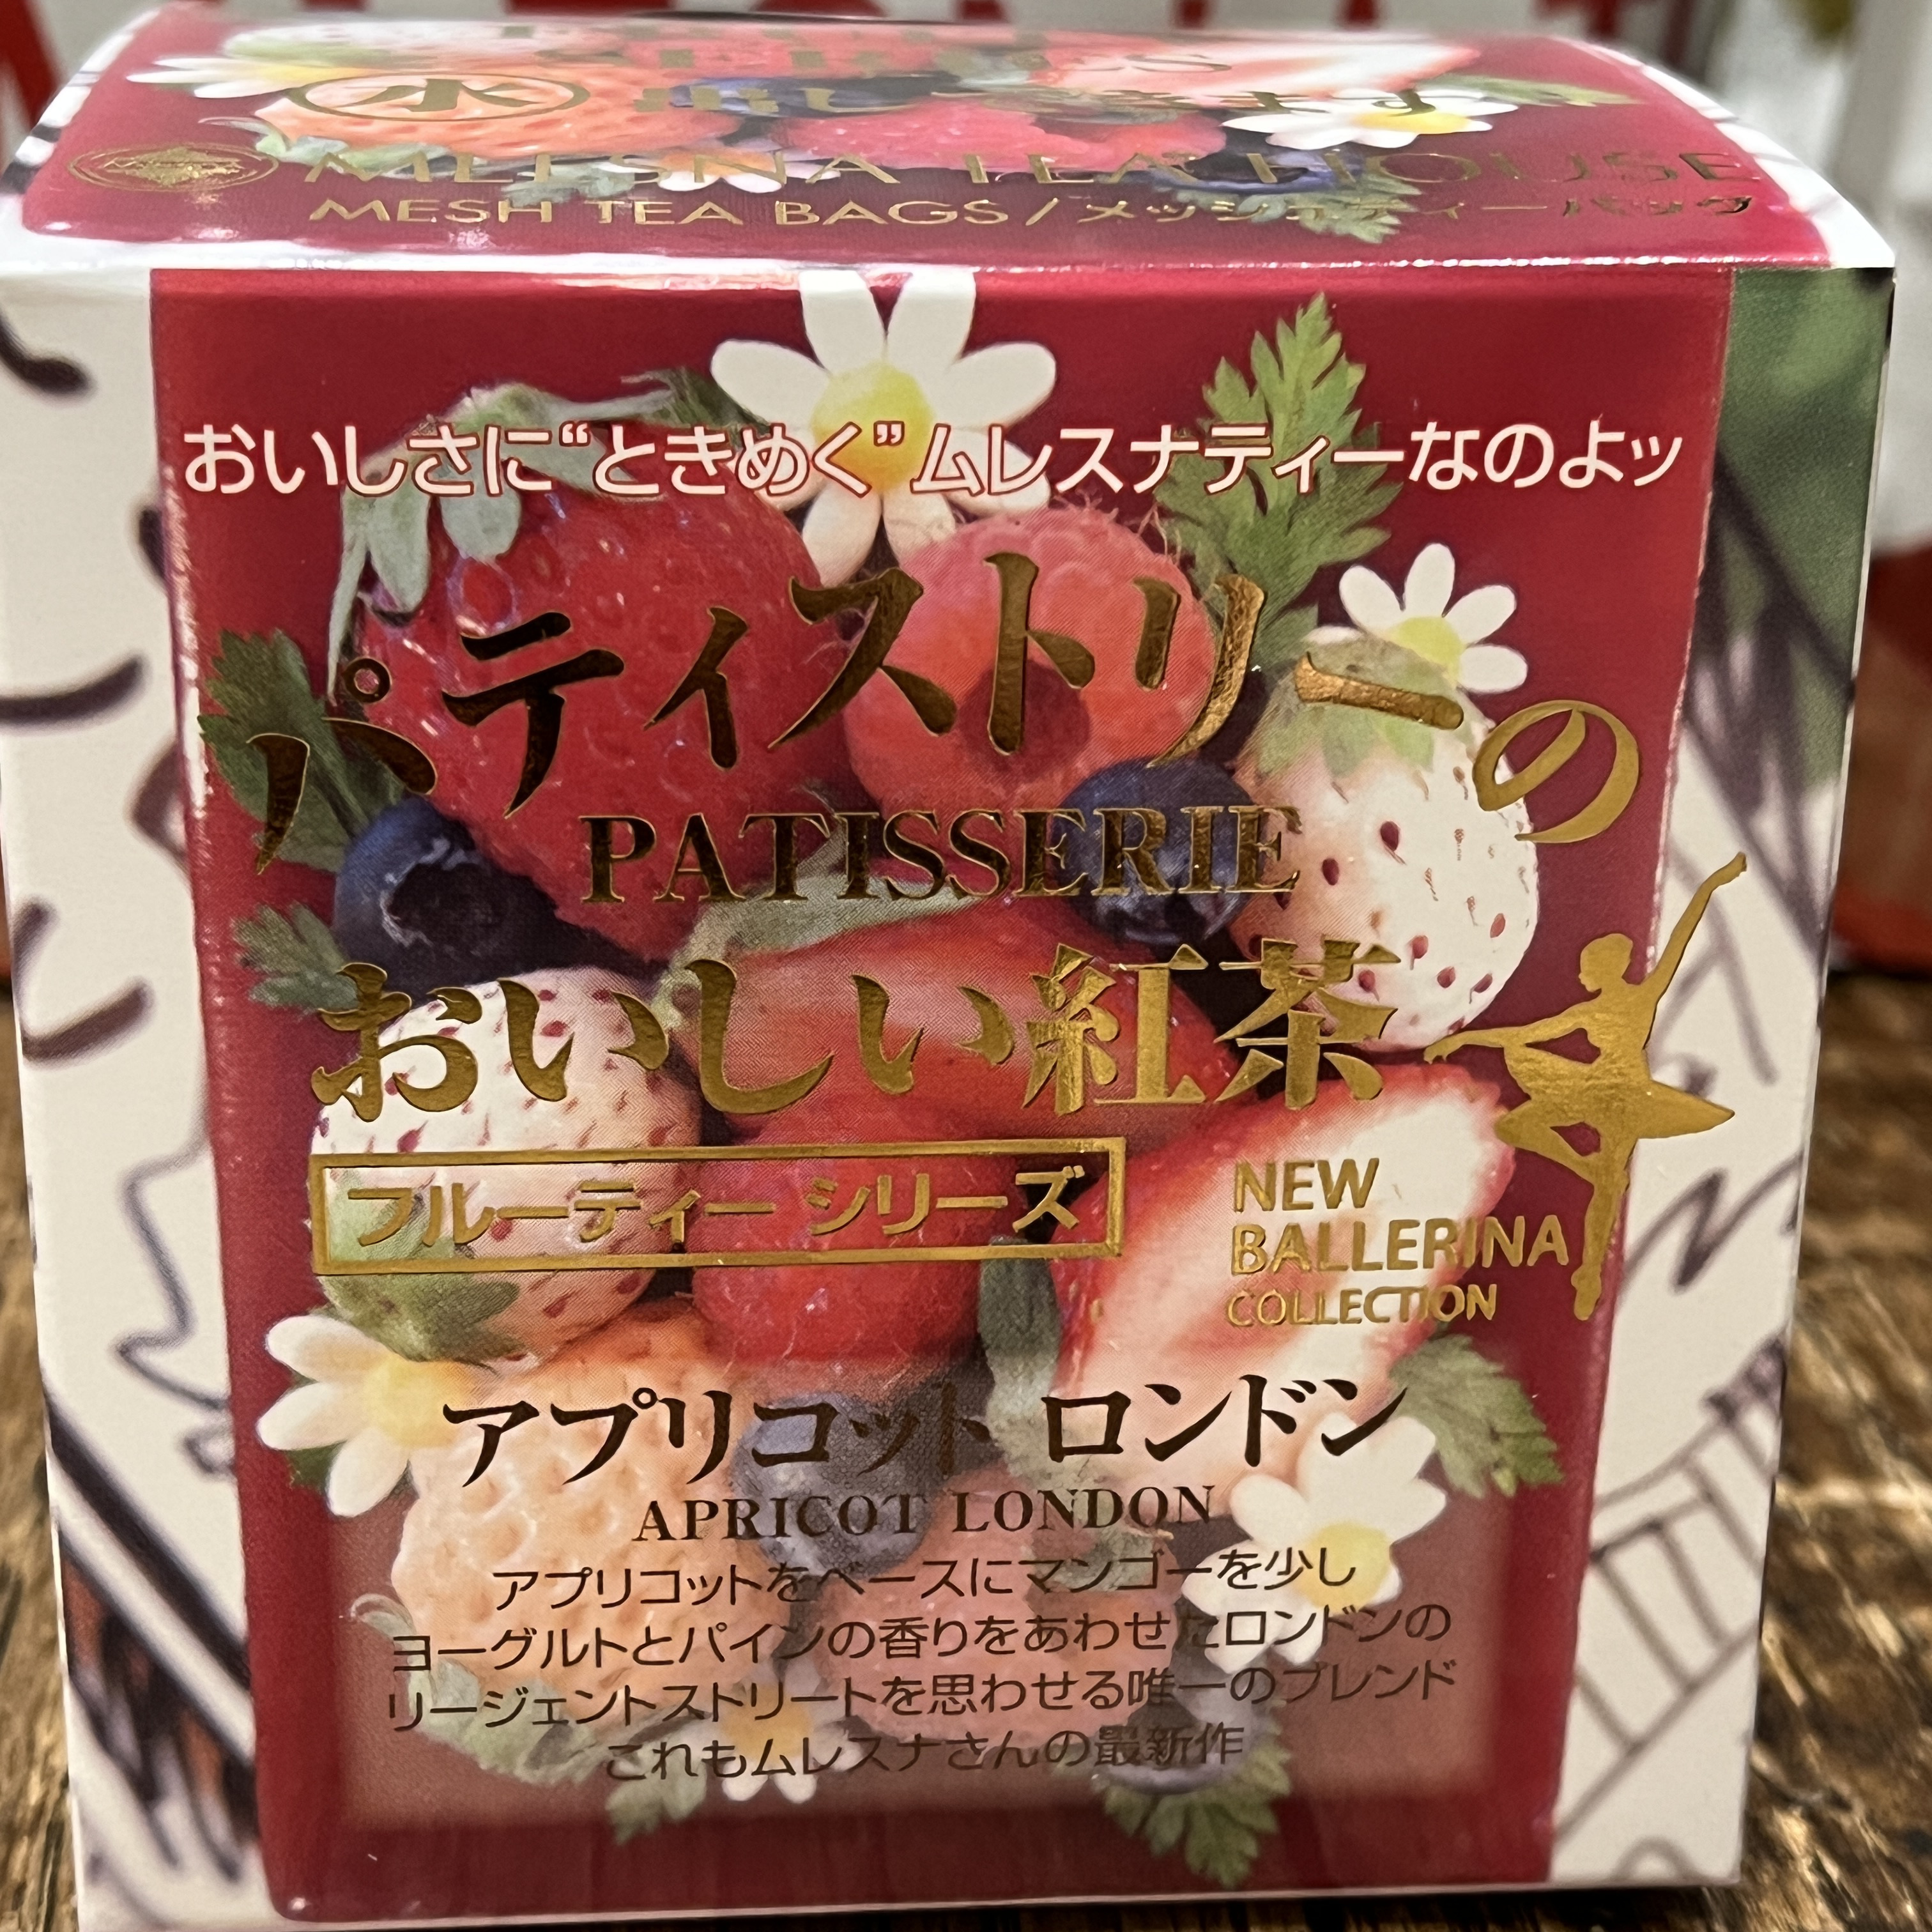 SERIES
水 出しできます
MLESNA TEA HOUSE
MESH TEA BAGS/メッシュティーバッグ
おいしさに“ときめく”ムレスナティーなのよッ
パティストリーの
PATISSERIE
おいしい紅茶
フルーティー シリーズ
NEW
BALLERINA
COLLECTION
アプリコット ロンドン
APRICOT LONDON
アプリコットをベースにマンゴーを少し
ヨーグルトとパインの香りをあわせたロンドンの
リージェントストリートを思わせる唯一のブレンド
これもムレスナさんの最新作